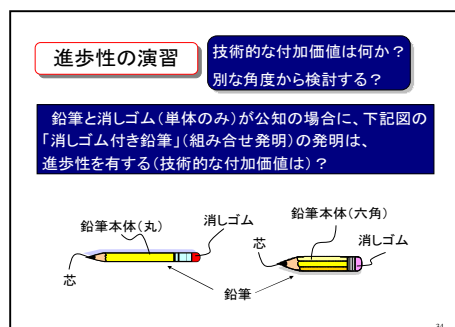 進歩性の演習
技術的な付加価値は何か？
別な角度から検討する？
鉛筆と消しゴム（単体のみ）が公知の場合に、下記図の
「消しゴム付き鉛筆」（組み合せ発明）の発明は、
進歩性を有する（技術的な付加価値は）？
鉛筆本体（丸）
消しゴム
鉛筆本体（六角）
消しゴム
芯
芯
鉛筆